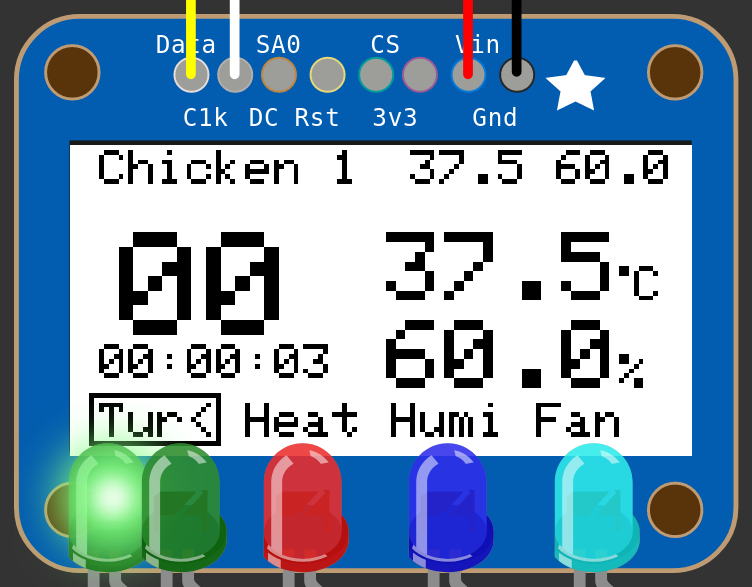 Data SA0 CS Vin
Clk DC Rst 3v3 Gnd
Chicken 1 37.5 60.0
00 37.5°C
00:00:03 60.0%
Tur< Heat Humi Fan